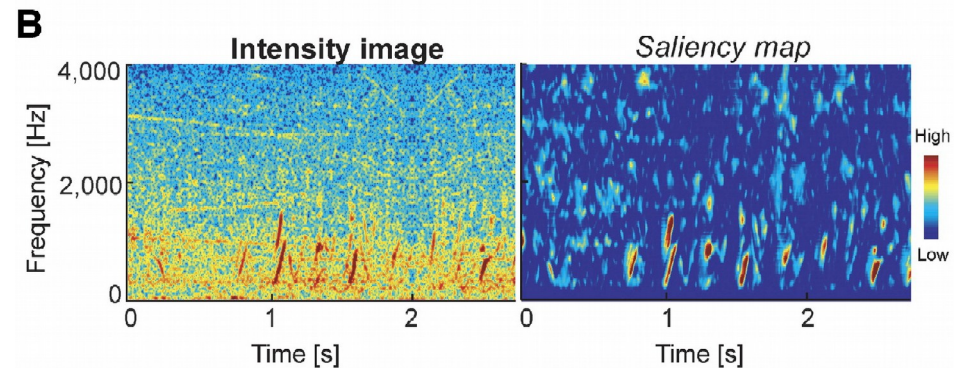 B
Intensity image
Saliency map
4,000
2,000
0
Frequency [Hz]
0 1 2
Time [s]
0 1 2
Time [s]
High
Low